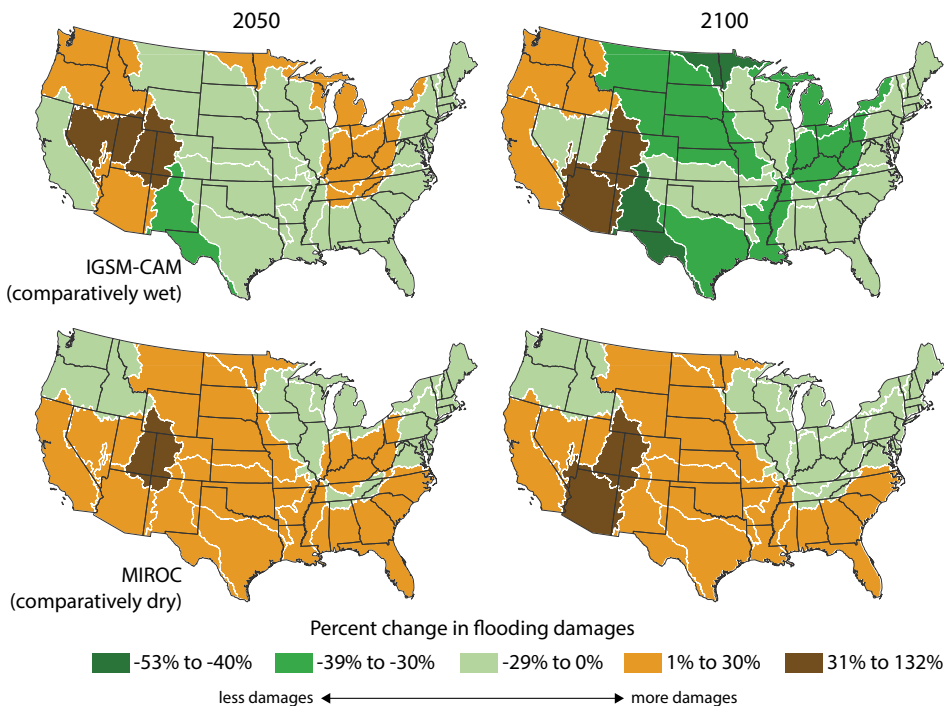 2050
2100
IGSM-CAM
(comparatively wet)
MIROC
(comparatively dry)
Percent change in flooding damages
-53% to -40%
-39% to -30%
-29% to 0%
1% to 30%
31% to 132%
less damages
more damages